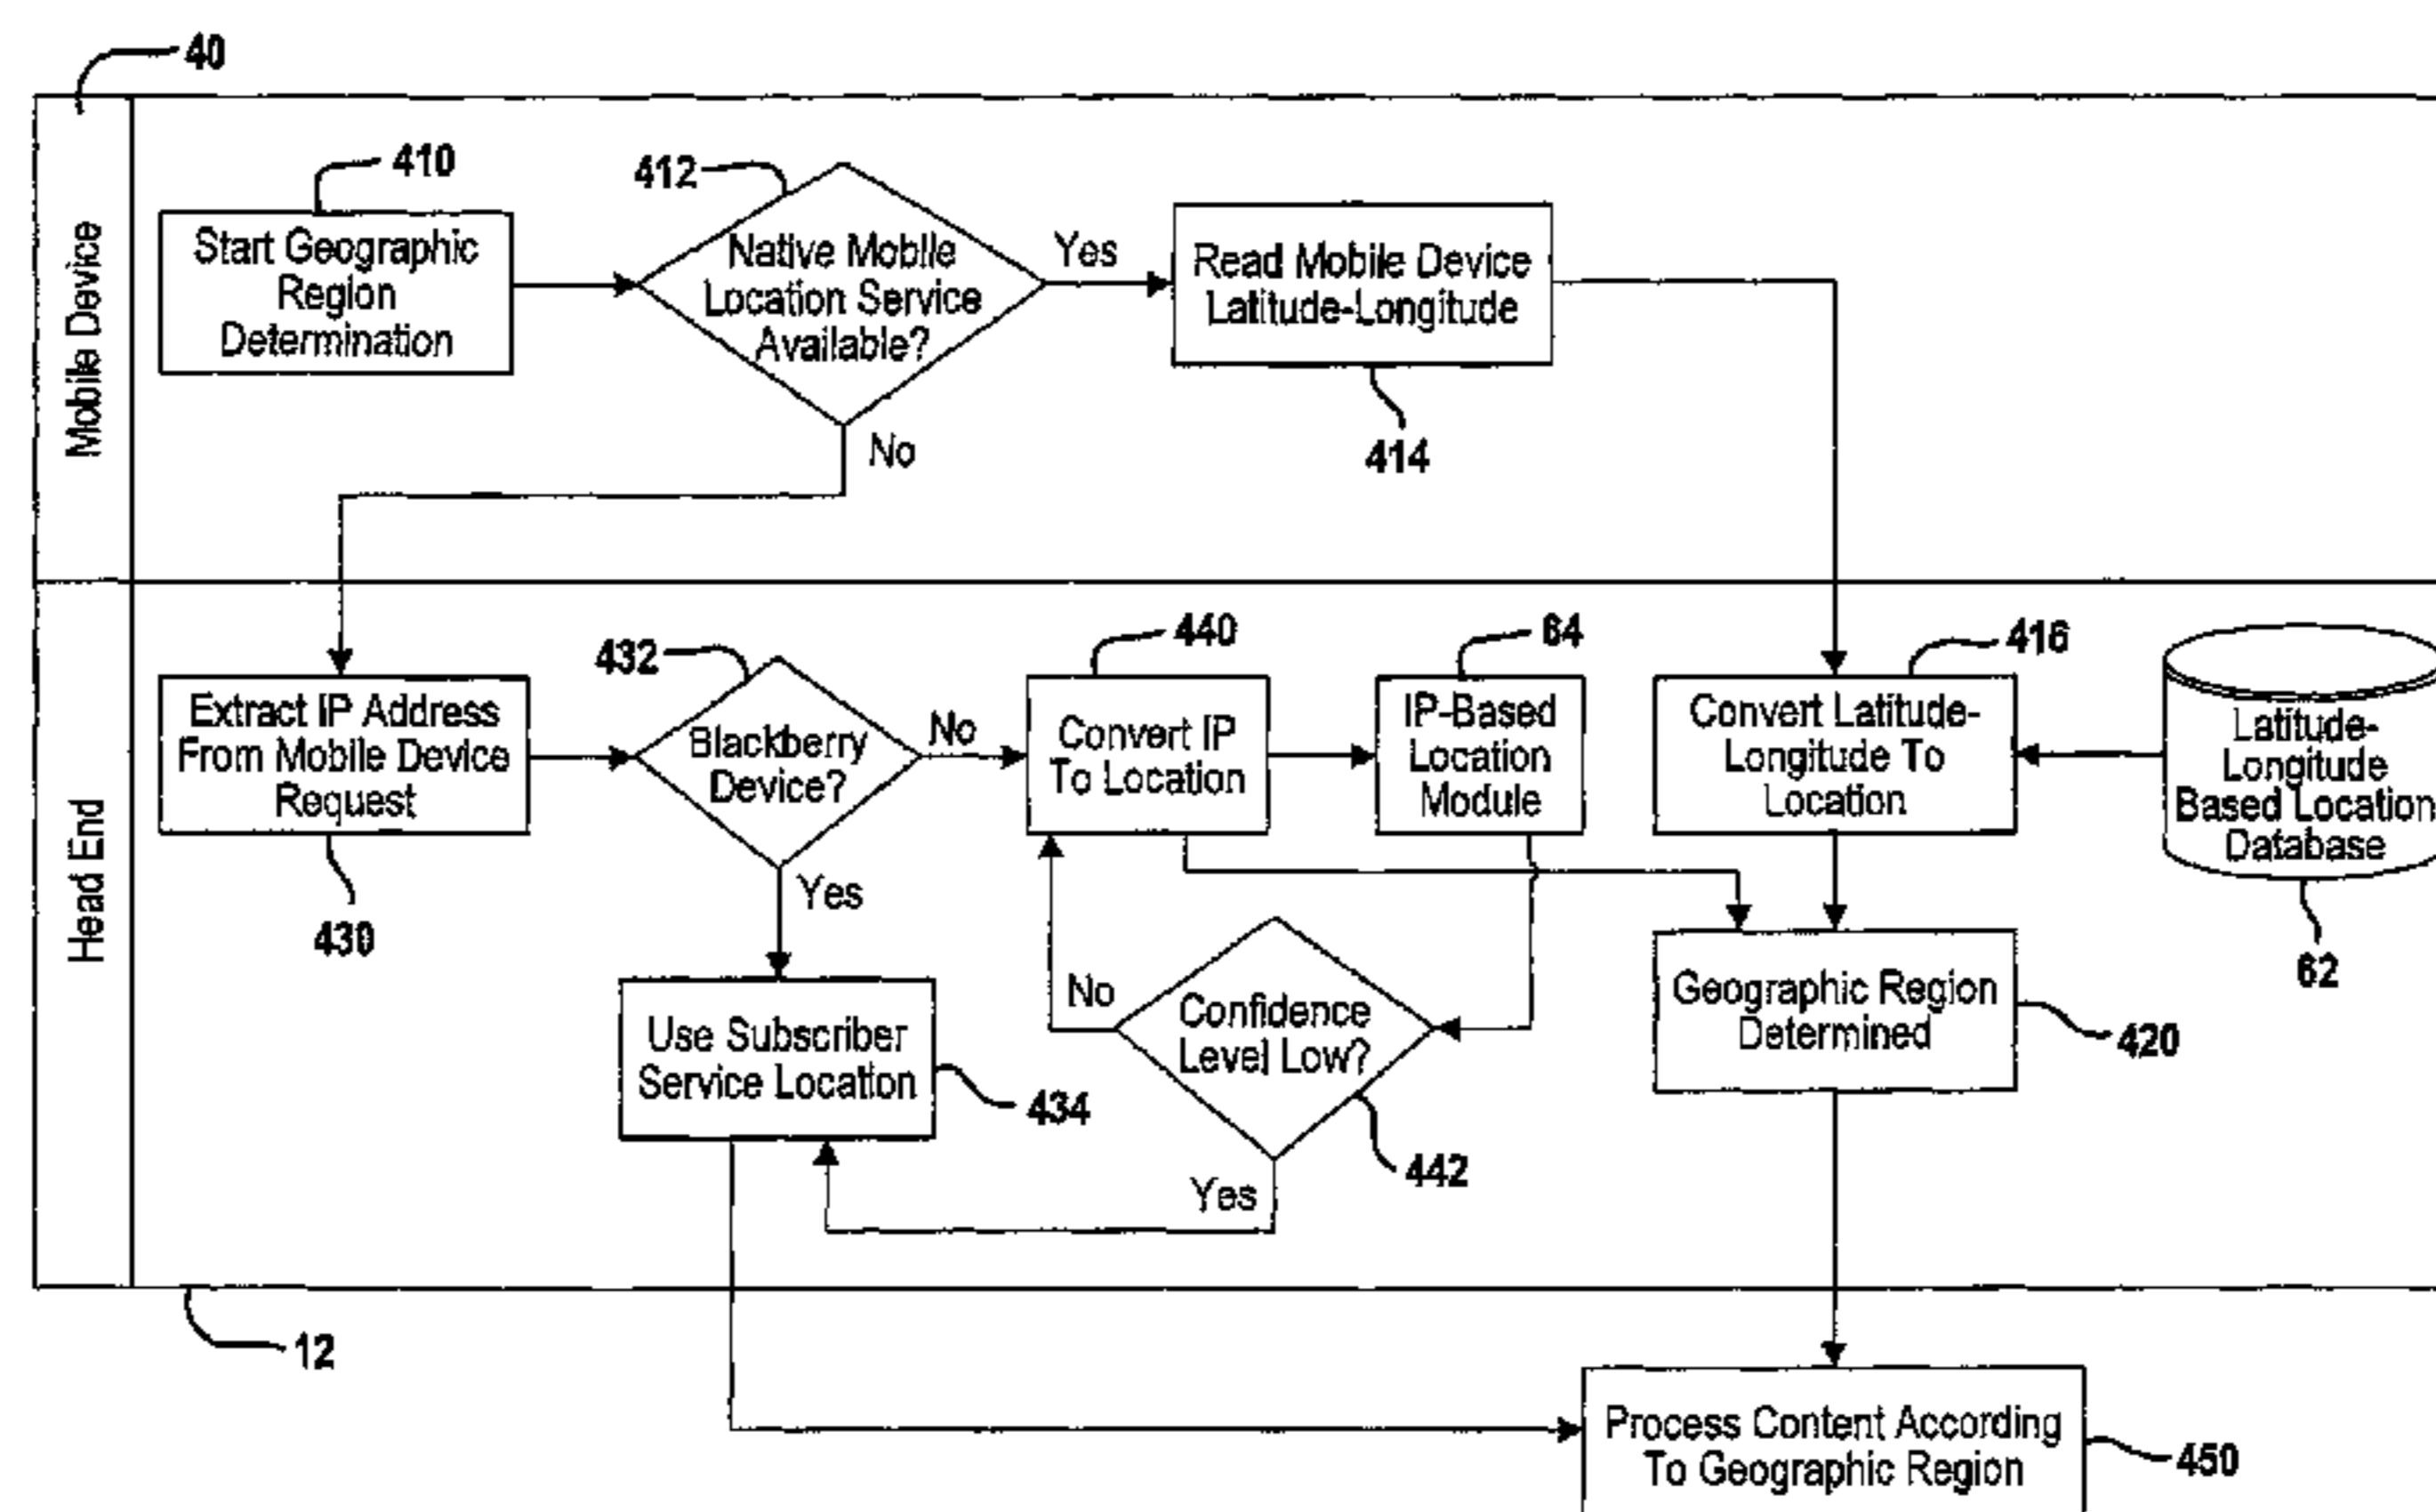 40
Mobile Device
410
Start Geographic
Region
Determination
412
Native Mobile
Location Service
Available?
Yes
No
Read Mobile Device
Latitude-Longitude
414
Head End
Extract IP Address
From Mobile Device
Request
430
432
Blackberry
Device?
No
Yes
440
Convert IP
To Location
64
IP-Based
Location
Module
416
Convert Latitude-
Longitude To
Location
Latitude-
Longitude
Based Location
Database
62
Use Subscriber
Service Location
434
No
Confidence
Level Low?
Yes
442
Geographic Region
Determined
420
12
Process Content According
To Geographic Region
450